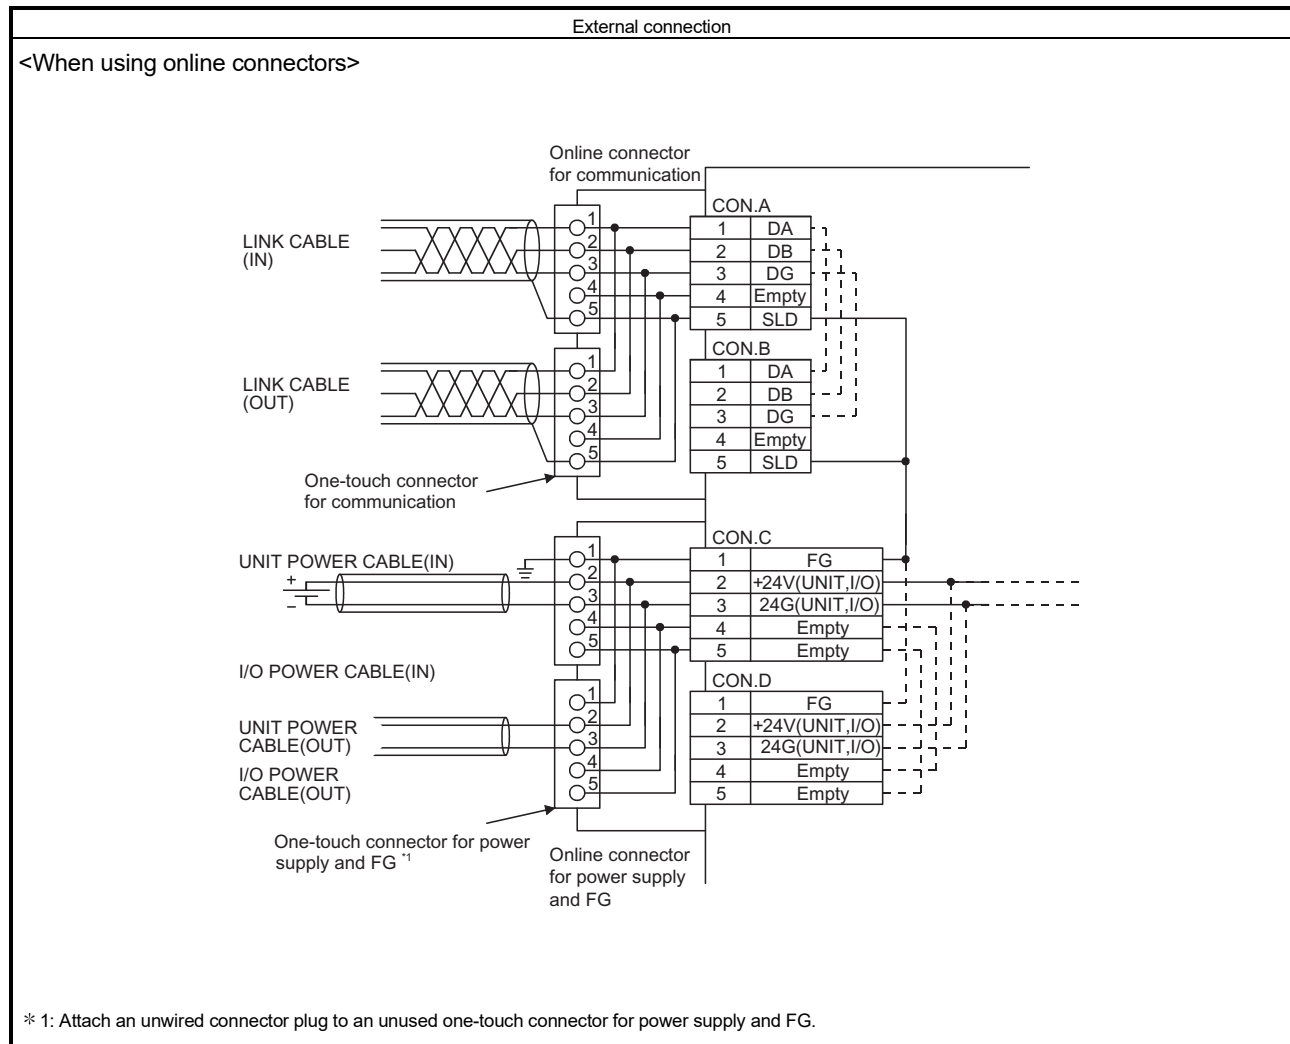 External connection
<When using online connectors>
Online connector
for communication
LINK CABLE
(IN)
1
2
3
4
5
CON.A
1 DA
2 DB
3 DG
4 Empty
5 SLD
LINK CABLE
(OUT)
1
2
3
4
5
CON.B
1 DA
2 DB
3 DG
4 Empty
5 SLD
One-touch connector
for communication
UNIT POWER CABLE(IN)
+
−
1
2
3
4
5
CON.C
1 FG
2 +24V(UNIT,I/O)
3 24G(UNIT,I/O)
4 Empty
5 Empty
I/O POWER CABLE(IN)
UNIT POWER
CABLE(OUT)
I/O POWER
CABLE(OUT)
1
2
3
4
5
CON.D
1 FG
2 +24V(UNIT,I/O)
3 24G(UNIT,I/O)
4 Empty
5 Empty
One-touch connector for power
supply and FG *1
Online connector
for power supply
and FG
＊1: Attach an unwired connector plug to an unused one-touch connector for power supply and FG.